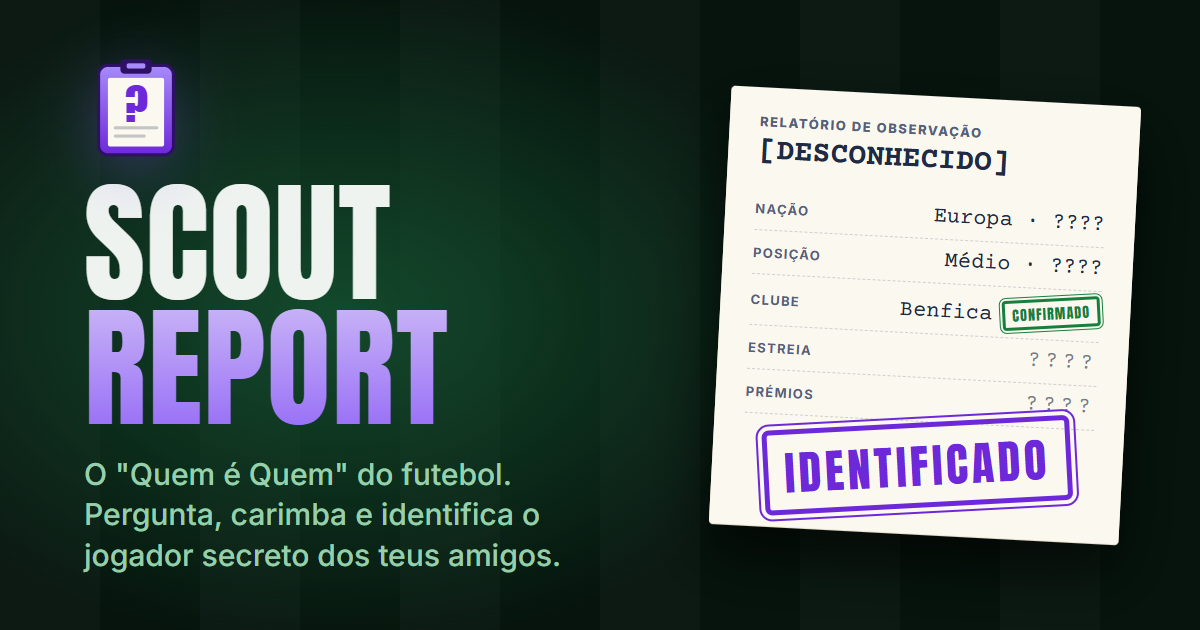 ?
SCOUT
REPORT
O "Quem é Quem" do futebol.
Pergunta, carimba e identifica o
jogador secreto dos teus amigos.
RELATÓRIO DE OBSERVAÇÃO
[DESCONHECIDO]
NAÇÃO Europa · ????
POSIÇÃO Médio · ????
CLUBE Benfica CONFIRMADO
ESTREIA ????
PRÉMIOS ????
IDENTIFICADO